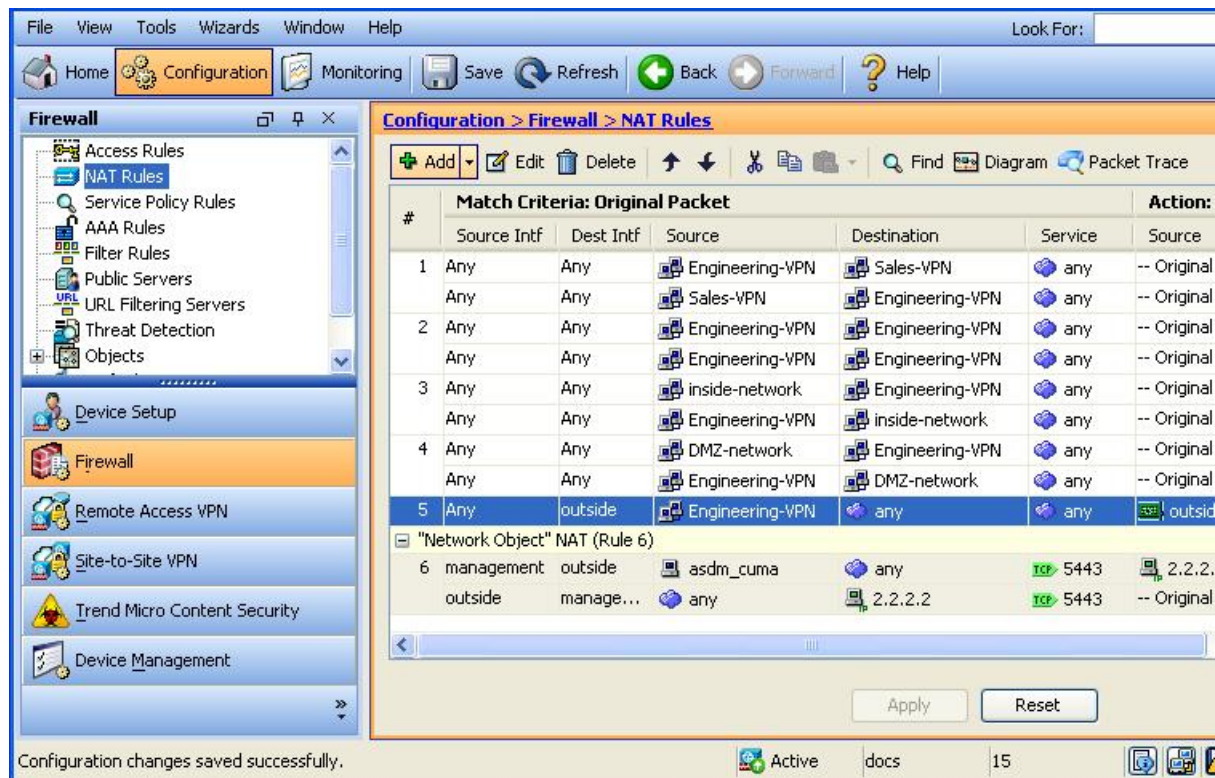 File View Tools Wizards Window Help Look For:
Home Configuration Monitoring Save Refresh Back Forward Help
Firewall
Access Rules
NAT Rules
Service Policy Rules
AAA Rules
Filter Rules
Public Servers
URL Filtering Servers
Threat Detection
Objects
Device Setup
Firewall
Remote Access VPN
Site-to-Site VPN
Trend Micro Content Security
Device Management
Configuration > Firewall > NAT Rules
Add Edit Delete Find Diagram Packet Trace
# Match Criteria: Original Packet Action:
Source Intf Dest Intf Source Destination Service Source
1 Any Any Engineering-VPN Sales-VPN any -- Original
Any Any Sales-VPN Engineering-VPN any -- Original
2 Any Any Engineering-VPN Engineering-VPN any -- Original
Any Any Engineering-VPN Engineering-VPN any -- Original
3 Any Any inside-network Engineering-VPN any -- Original
Any Any Engineering-VPN inside-network any -- Original
4 Any Any DMZ-network Engineering-VPN any -- Original
Any Any Engineering-VPN DMZ-network any -- Original
5 Any outside Engineering-VPN any any outsid
"Network Object" NAT (Rule 6)
6 management outside asdm_cuma any TCP 5443 2.2.2.
outside manage... any 2.2.2.2 TCP 5443 -- Original
Apply Reset
Configuration changes saved successfully. Active docs 15